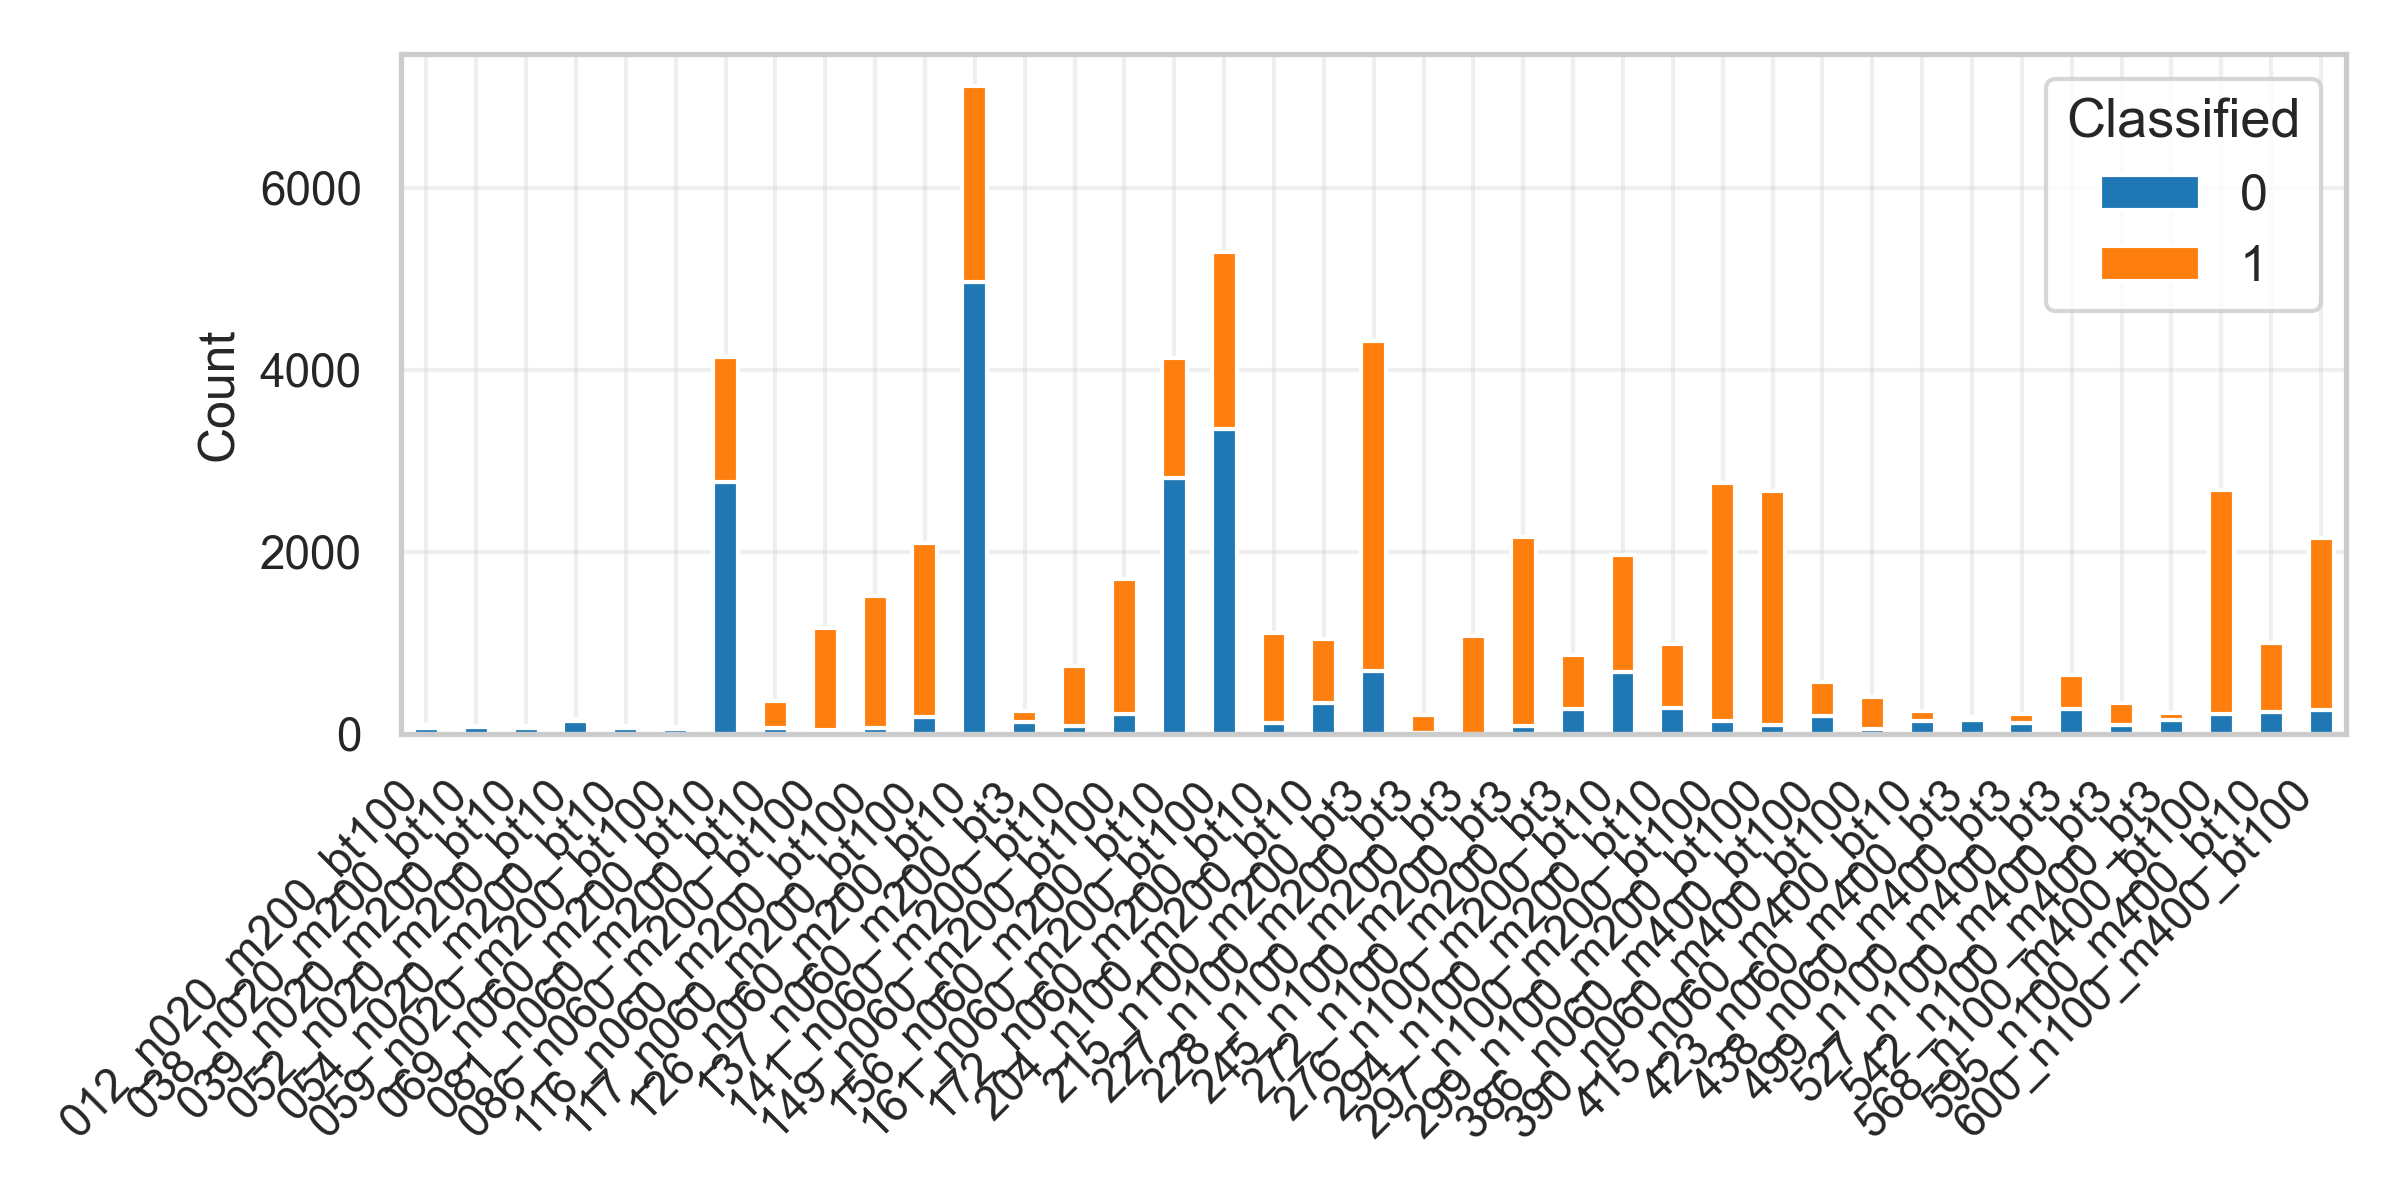 Classified
0
1
6000
4000
2000
0
Count
012_n020_m200_bt100
038_n020_m200_bt10
039_n020_m200_bt10
052_n020_m200_bt10
054_n020_m200_bt10
059_n020_m200_bt100
069_n060_m200_bt10
081_n060_m200_bt10
086_n060_m200_bt100
116_n060_m200_bt100
117_n060_m200_bt100
126_n060_m200_bt10
137_n060_m200_bt3
141_n060_m200_bt10
149_n060_m200_bt100
156_n060_m200_bt10
161_n060_m200_bt100
172_n060_m200_bt10
204_n100_m200_bt10
215_n100_m200_bt3
227_n100_m200_bt3
228_n100_m200_bt3
245_n100_m200_bt3
272_n100_m200_bt3
276_n100_m200_bt10
294_n100_m200_bt10
297_n100_m200_bt100
299_n100_m200_bt100
386_n060_m400_bt100
390_n060_m400_bt100
415_n060_m400_bt10
423_n060_m400_bt3
438_n060_m400_bt3
499_n100_m400_bt3
527_n100_m400_bt3
542_n100_m400_bt3
568_n100_m400_bt100
595_n100_m400_bt10
600_n100_m400_bt100